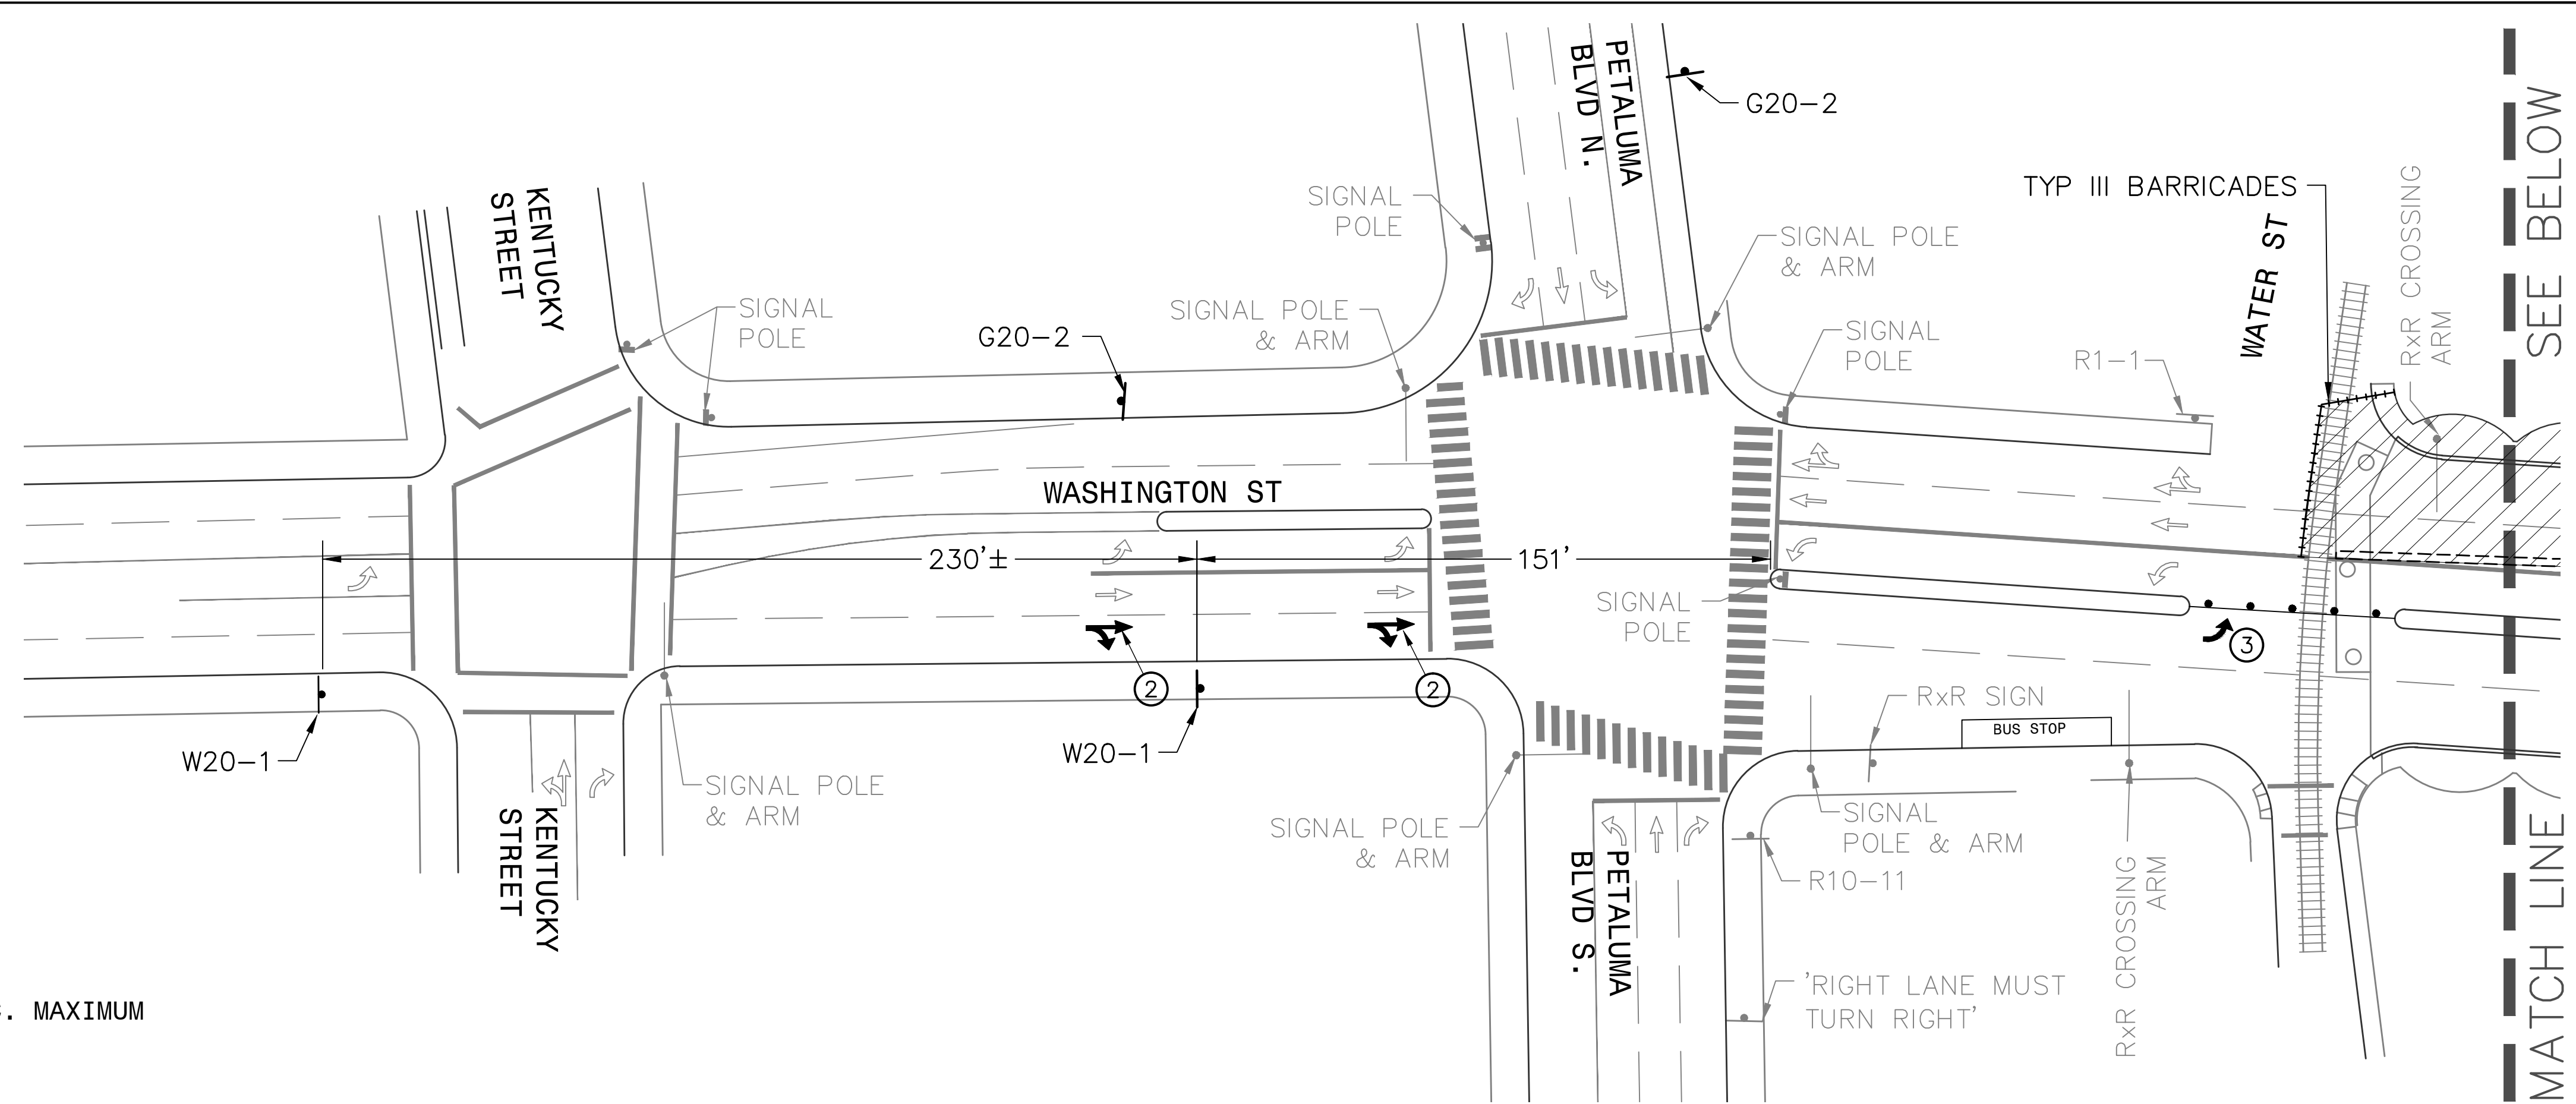 PETALUMA
BLVD N.
G20-2
SEE BELOW
TYP III BARRICADES
RxR CROSSING
ARM
WATER ST
KENTUCKY
STREET
SIGNAL
POLE
SIGNAL POLE
& ARM
SIGNAL
POLE
SIGNAL POLE
& ARM
G20-2
SIGNAL
POLE
R1-1
WASHINGTON ST
230'±
151'
SIGNAL
POLE
2
2
3
W20-1
W20-1
RxR SIGN
BUS STOP
SIGNAL POLE
& ARM
SIGNAL POLE
& ARM
SIGNAL
POLE & ARM
R10-11
KENTUCKY
STREET
PETALUMA
BLVD S.
RxR CROSSING
ARM
'RIGHT LANE MUST
TURN RIGHT'
MATCH LINE
. MAXIMUM